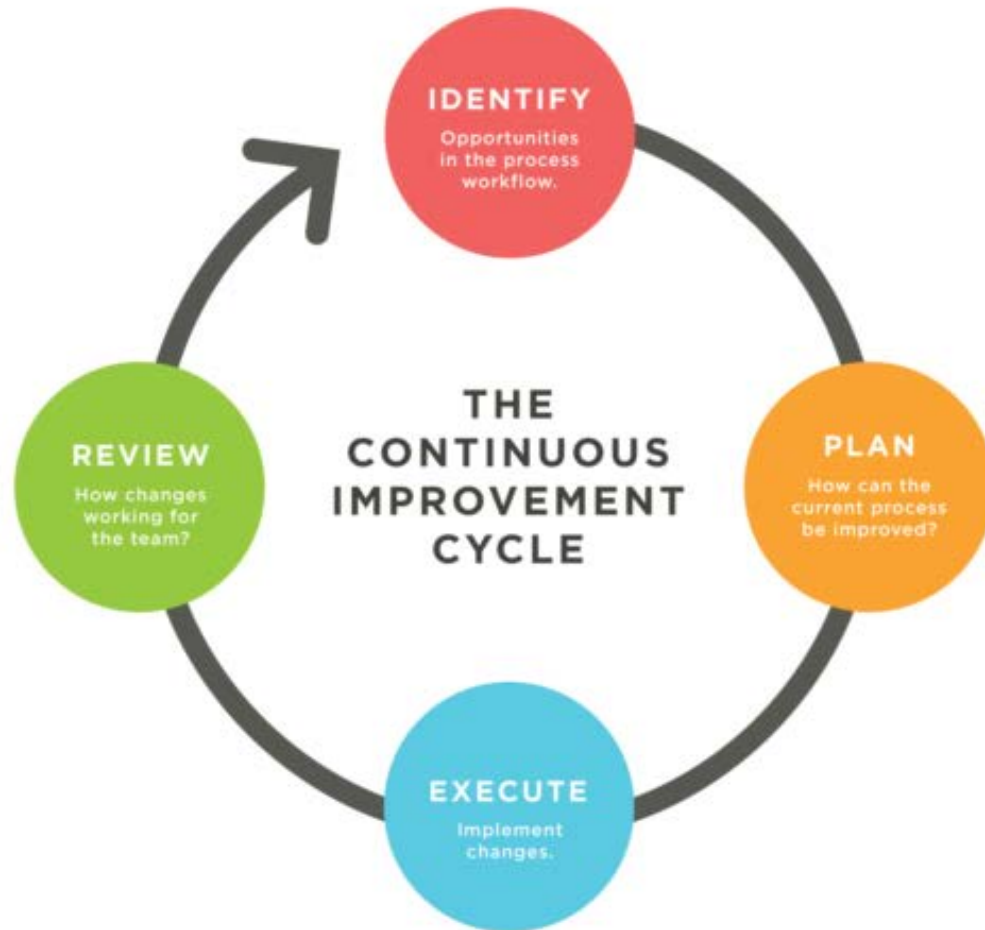 IDENTIFY
Opportunities
in the process
workflow.
PLAN
How can the
current process
be improved?
EXECUTE
Implement
changes.
REVIEW
How changes
working for
the team?
THE
CONTINUOUS
IMPROVEMENT
CYCLE